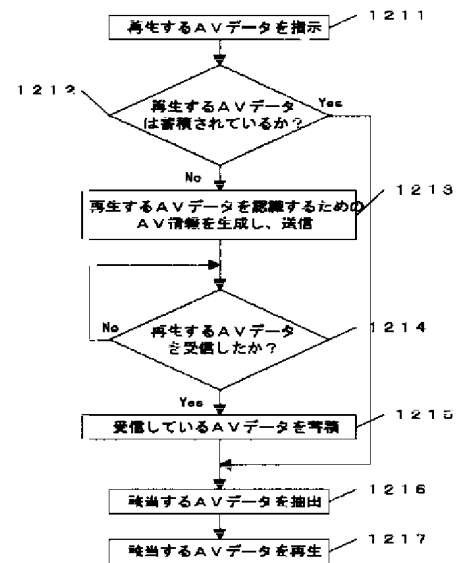 再生するAVデータを指示
1211
1212
再生するAVデータ
は蓄積されているか？
Yes
No
再生するAVデータを認識するための
AV情報を生成し、送信
1213
再生するAVデータ
を受信したか？
1214
No
Yes
受信しているAVデータを蓄積
1215
該当するAVデータを抽出
1216
該当するAVデータを再生
1217